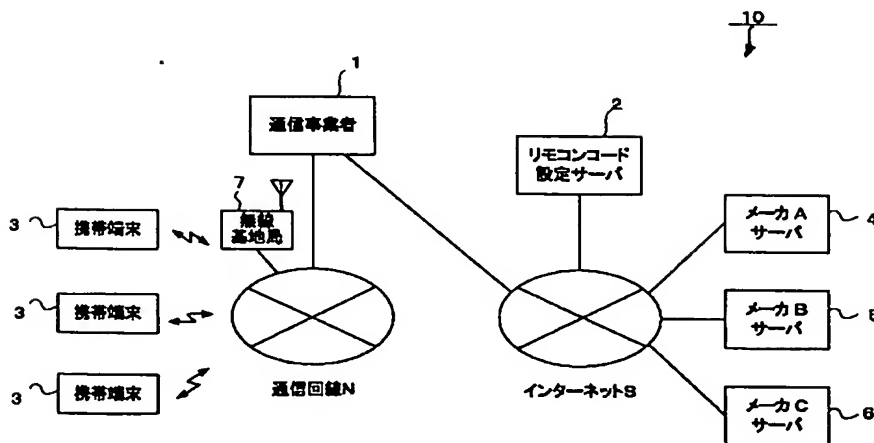 10
1
通信事業者
2
リモコンコード
設定サーバ
7
無線
基地局
3
携帯端末
メーカ A
サーバ
4
3
携帯端末
メーカ B
サーバ
5
通信回線N
インターネットS
3
携帯端末
メーカ C
サーバ
6